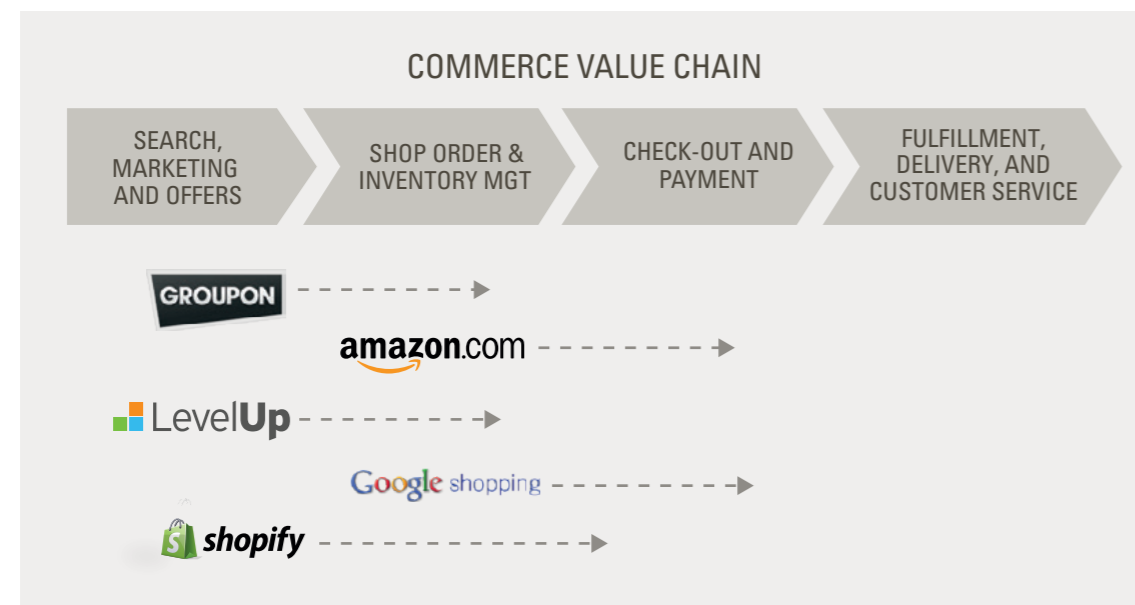 COMMERCE VALUE CHAIN
SEARCH,
MARKETING
AND OFFERS
SHOP ORDER &
INVENTORY MGT
CHECK-OUT AND
PAYMENT
FULFILLMENT,
DELIVERY, AND
CUSTOMER SERVICE
GROUPON
amazon.com
LevelUp
Google shopping
S shopify